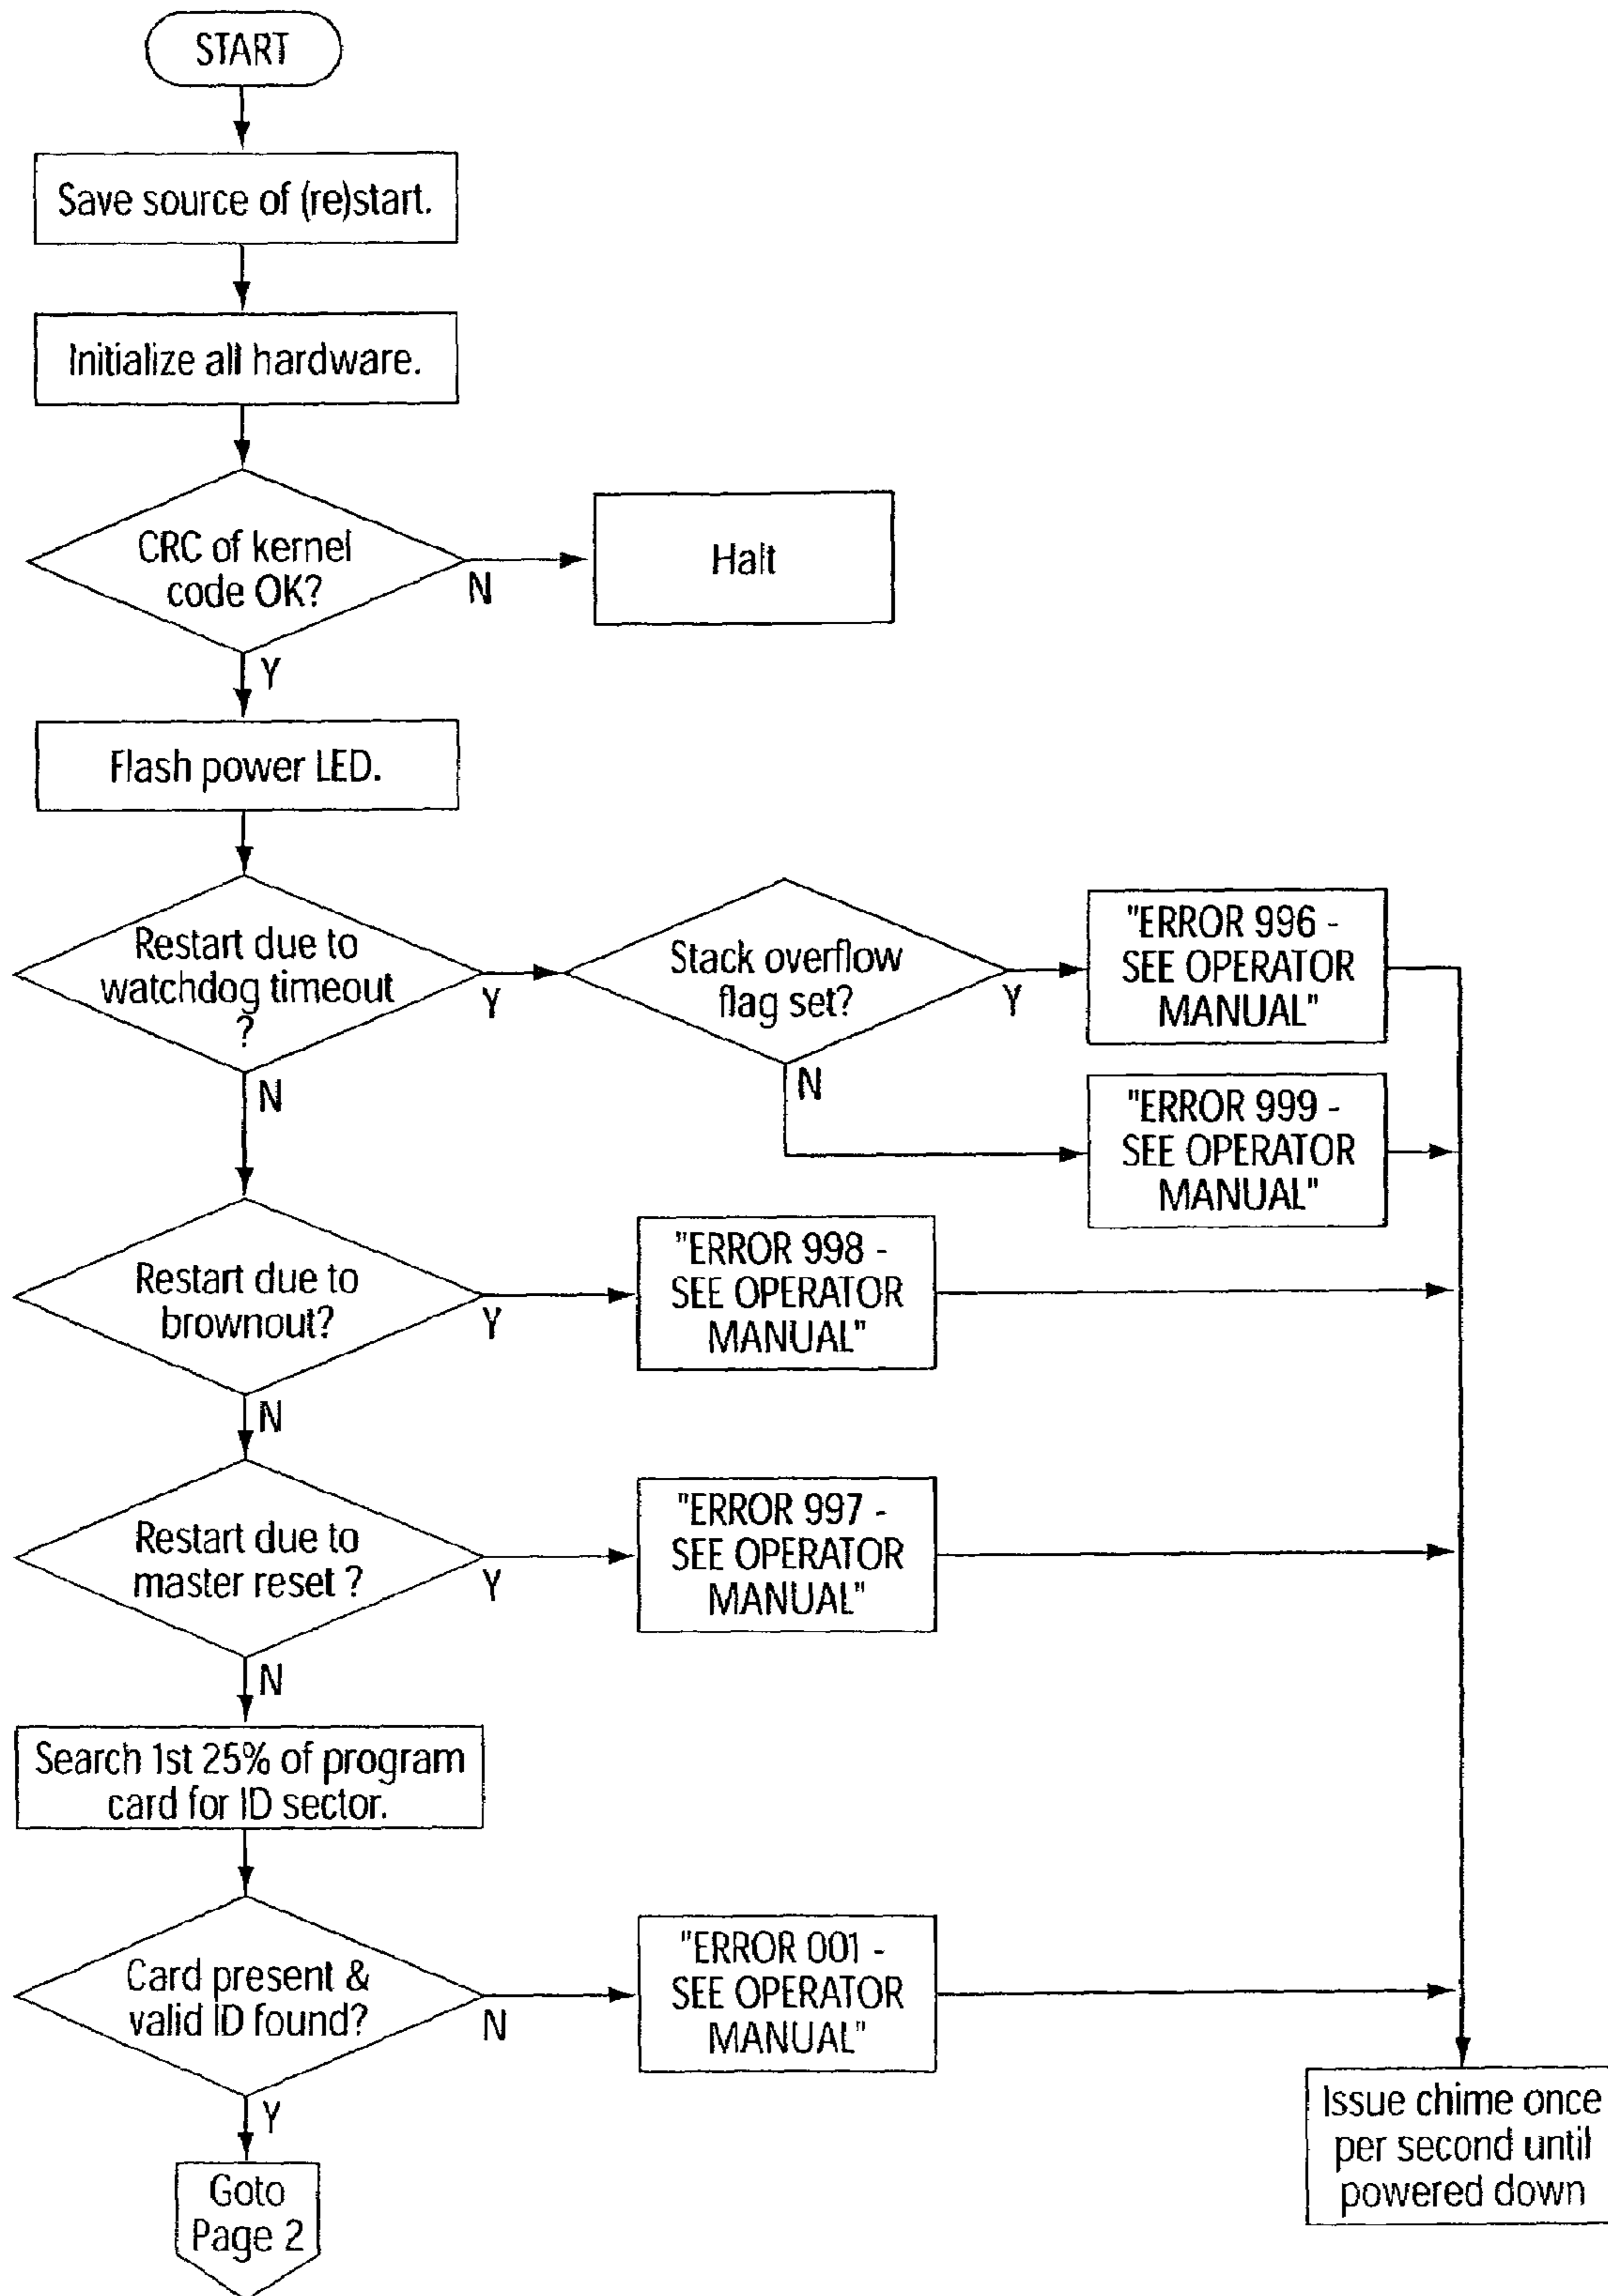 START
Save source of (re)start.
Initialize all hardware.
CRC of kernel
code OK?
N
Halt
Y
Flash power LED.
Restart due to
watchdog timeout
?
Y
Stack overflow
flag set?
Y
"ERROR 996 -
SEE OPERATOR
MANUAL"
N
N
"ERROR 999 -
SEE OPERATOR
MANUAL"
Restart due to
brownout?
Y
"ERROR 998 -
SEE OPERATOR
MANUAL"
N
Restart due to
master reset ?
Y
"ERROR 997 -
SEE OPERATOR
MANUAL"
N
Search 1st 25% of program
card for ID sector.
Card present &
valid ID found?
N
"ERROR 001 -
SEE OPERATOR
MANUAL"
Y
Goto
Page 2
Issue chime once
per second until
powered down